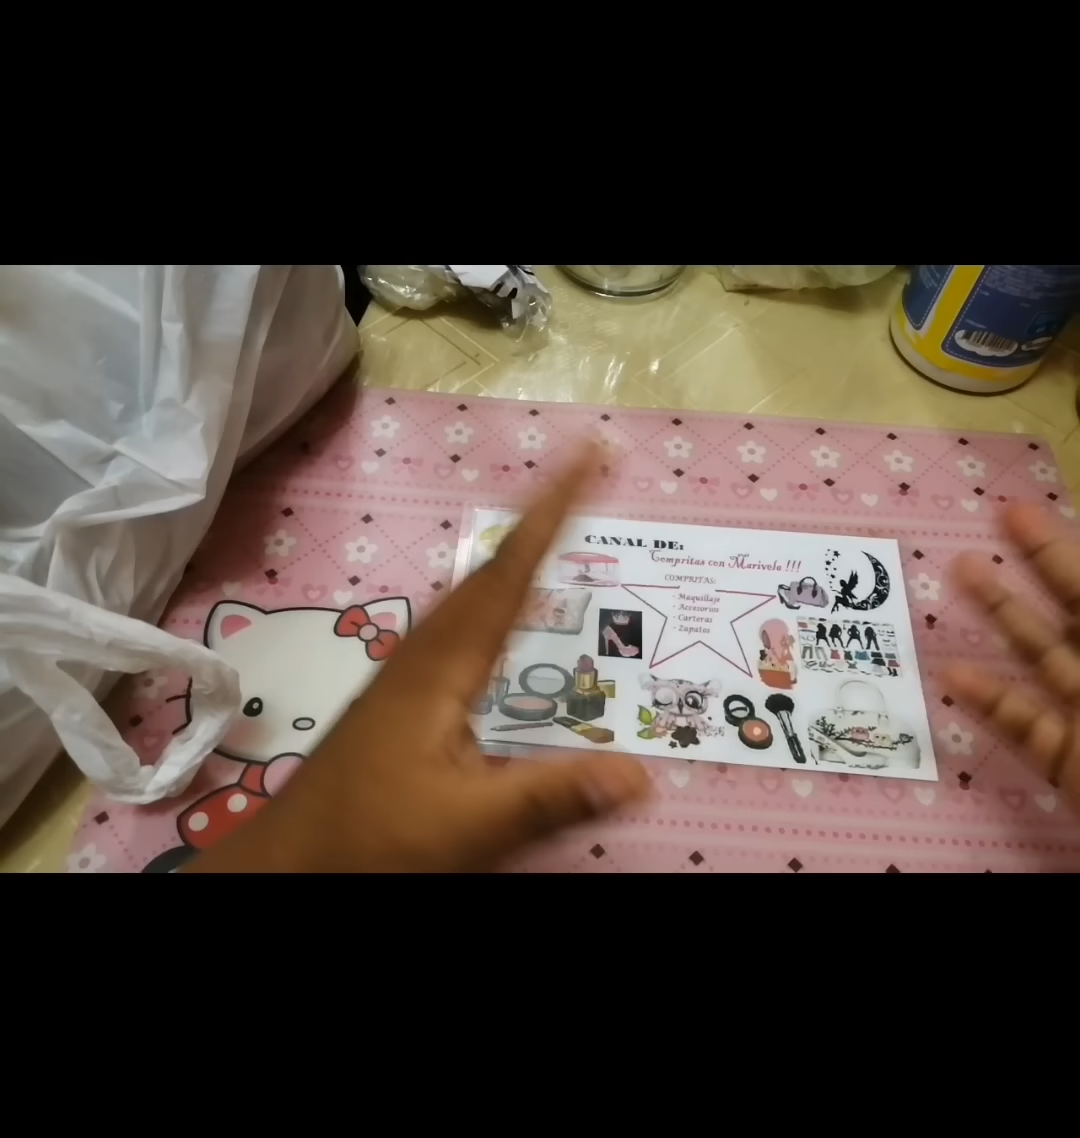 CANAL DE:
Compritas con Marivela !!!
COMPRITAS:
- Maquillaje
- Accesorios
- Carteras
- Zapatos